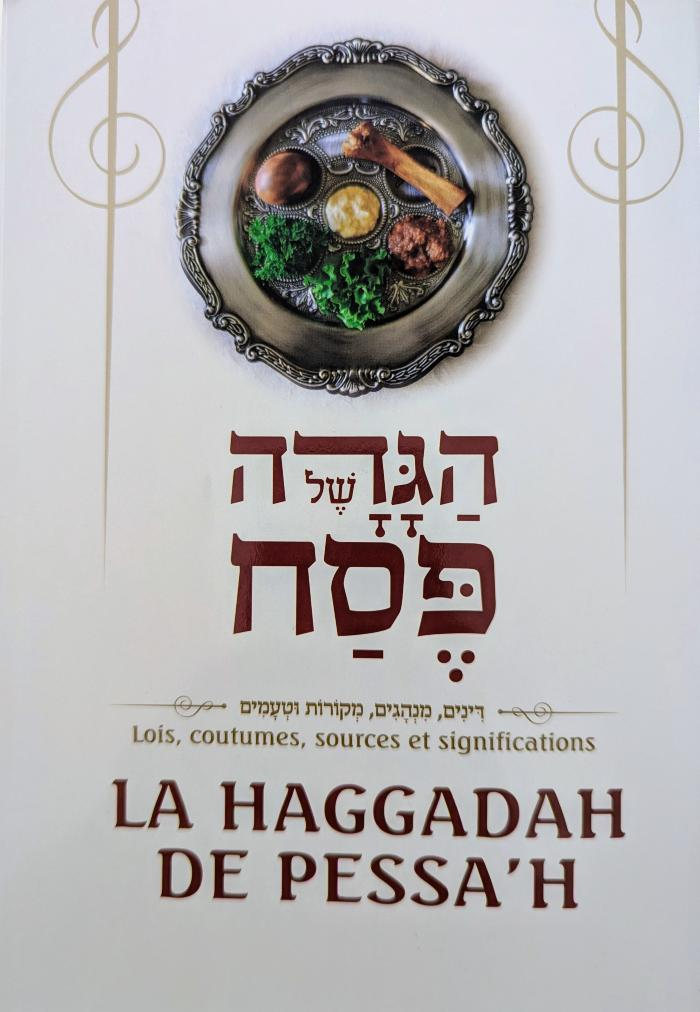 הַגָּדָה
שֶׁל
פֶּסַח
דִּינִים, מִנְהָגִים, מְקוֹרוֹת וּטְעָמִים
Lois, coutumes, sources et significations
LA HAGGADAH
DE PESSA'H